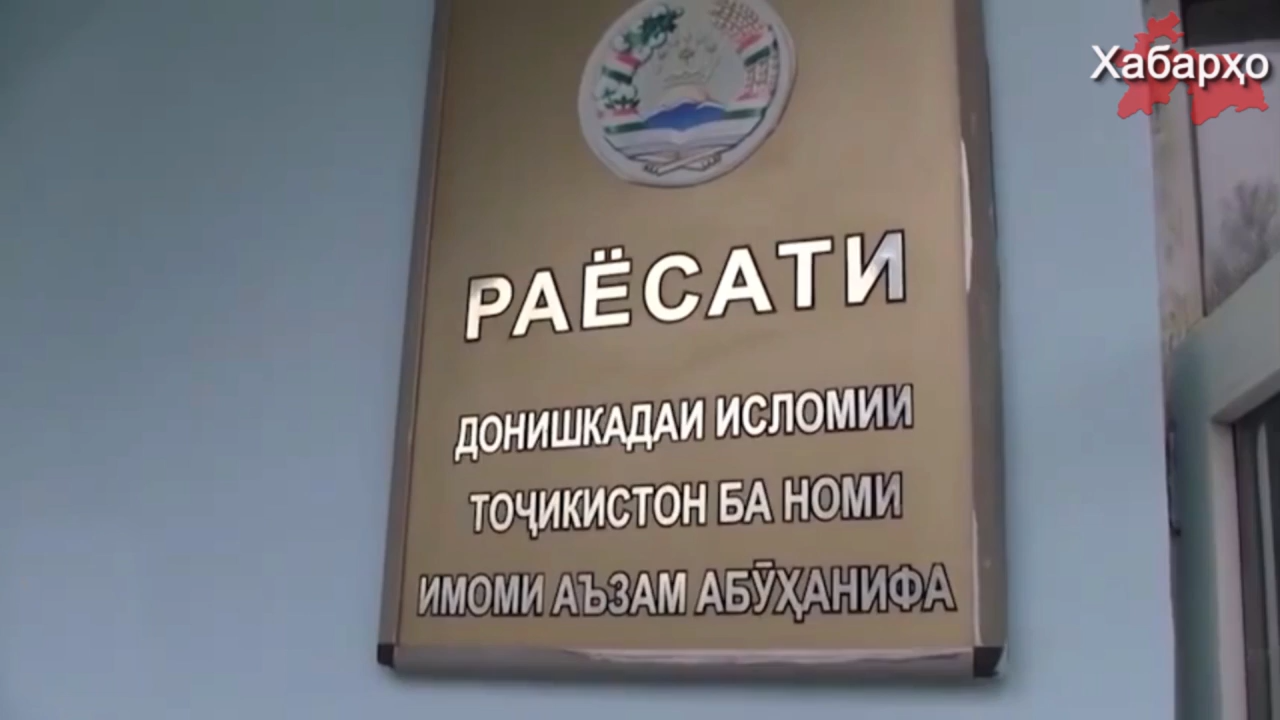 Хабарҳо
РАЁСАТИ
ДОНИШКАДАИ ИСЛОМИИ
ТОҶИКИСТОН БА НОМИ
ИМОМИ АЪЗАМ АБӮҲАНИФА